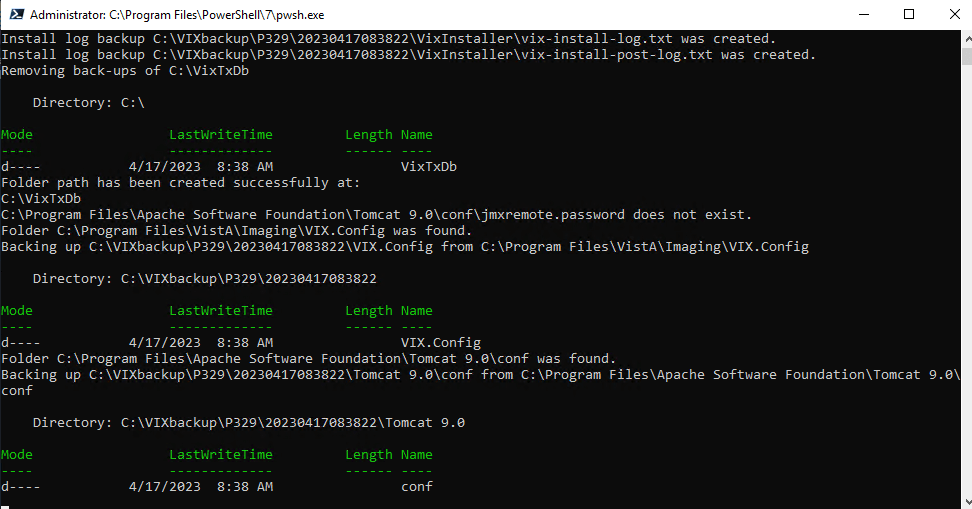 Administrator: C:\Program Files\PowerShell\7\pwsh.exe
Install log backup C:\VIXbackup\P329\20230417083822\VixInstaller\vix-install-log.txt was created.
Install log backup C:\VIXbackup\P329\20230417083822\VixInstaller\vix-install-post-log.txt was created.
Removing back-ups of C:\VixTxDb
Directory: C:\
Mode                 LastWriteTime         Length Name
----                 -------------         ------ ----
d----            4/17/2023  8:38 AM                VixTxDb
Folder path has been created successfully at:
C:\VixTxDb
C:\Program Files\Apache Software Foundation\Tomcat 9.0\conf\jmxremote.password does not exist.
Folder C:\Program Files\VistA\Imaging\VIX.Config was found.
Backing up C:\VIXbackup\P329\20230417083822\VIX.Config from C:\Program Files\VistA\Imaging\VIX.Config
Directory: C:\VIXbackup\P329\20230417083822
Mode                 LastWriteTime         Length Name
----                 -------------         ------ ----
d----            4/17/2023  8:38 AM                VIX.Config
Folder C:\Program Files\Apache Software Foundation\Tomcat 9.0\conf was found.
Backing up C:\VIXbackup\P329\20230417083822\Tomcat 9.0\conf from C:\Program Files\Apache Software Foundation\Tomcat 9.0\
conf
Directory: C:\VIXbackup\P329\20230417083822\Tomcat 9.0
Mode                 LastWriteTime         Length Name
----                 -------------         ------ ----
d----            4/17/2023  8:38 AM                conf